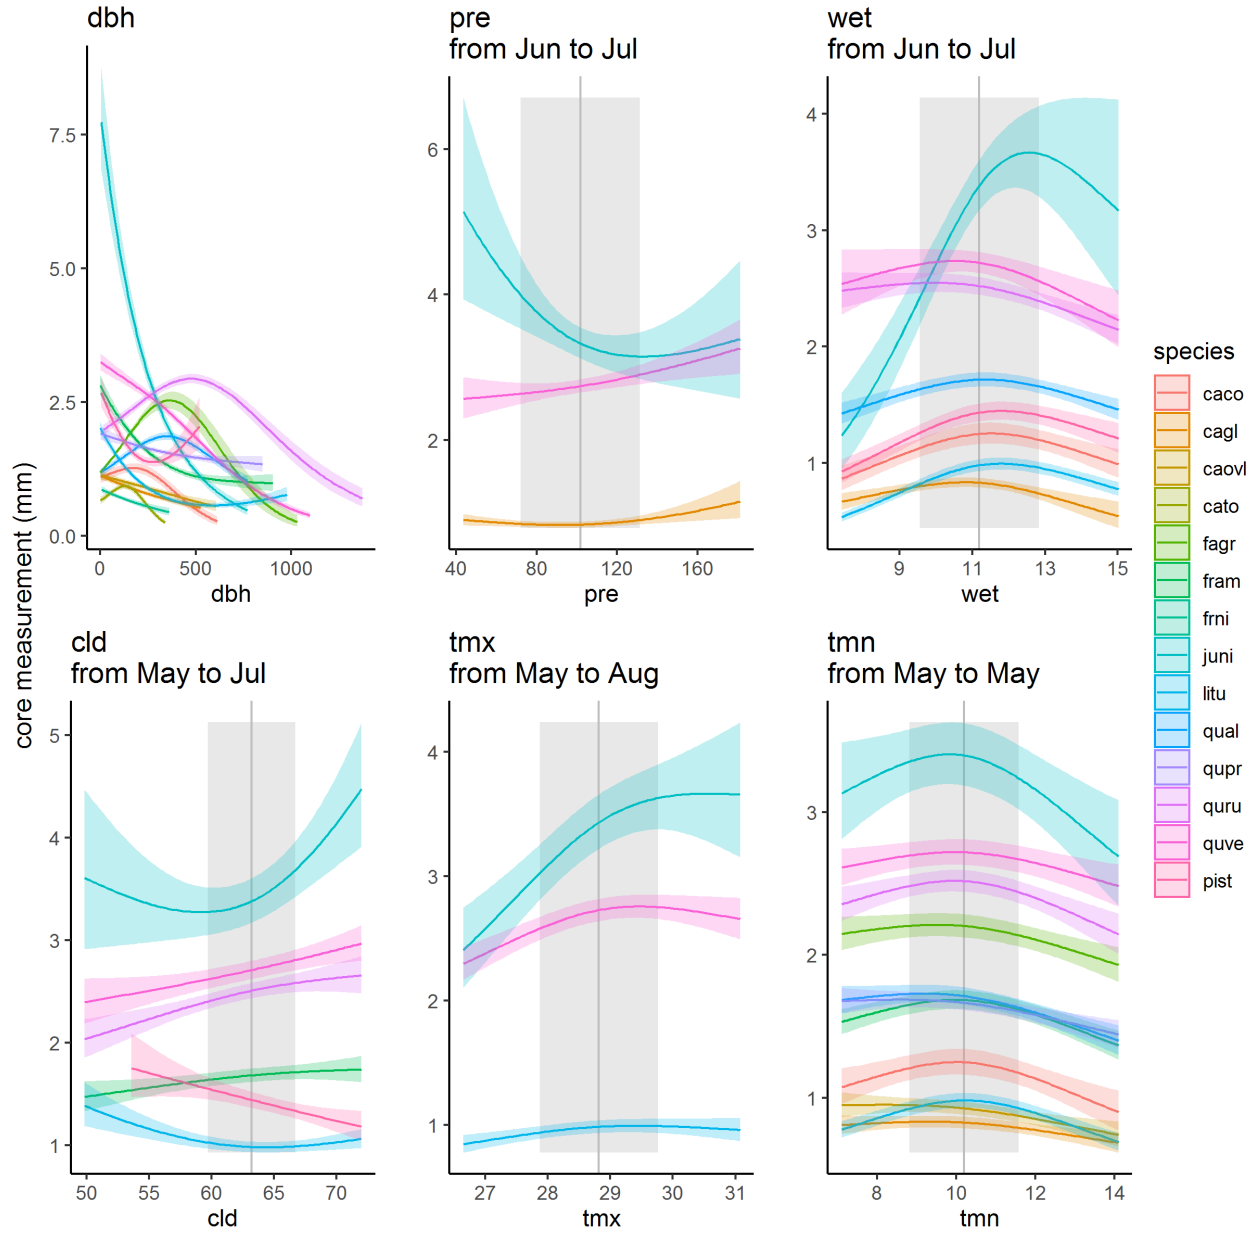 dbh
pre
from Jun to Jul
wet
from Jun to Jul
7.5
5.0
2.5
0.0
0
500
1000
dbh
6
4
2
40
80
120
160
pre
4
3
2
1
9
11
13
15
wet
core measurement (mm)
cld
from May to Jul
tmx
from May to Aug
tmn
from May to May
5
4
3
2
1
50
55
60
65
70
cld
4
3
2
1
27
28
29
30
31
tmx
3
2
1
8
10
12
14
tmn
species
caco
cagl
caovl
cato
fagr
fram
frni
juni
litu
qual
qupr
quru
quve
pist